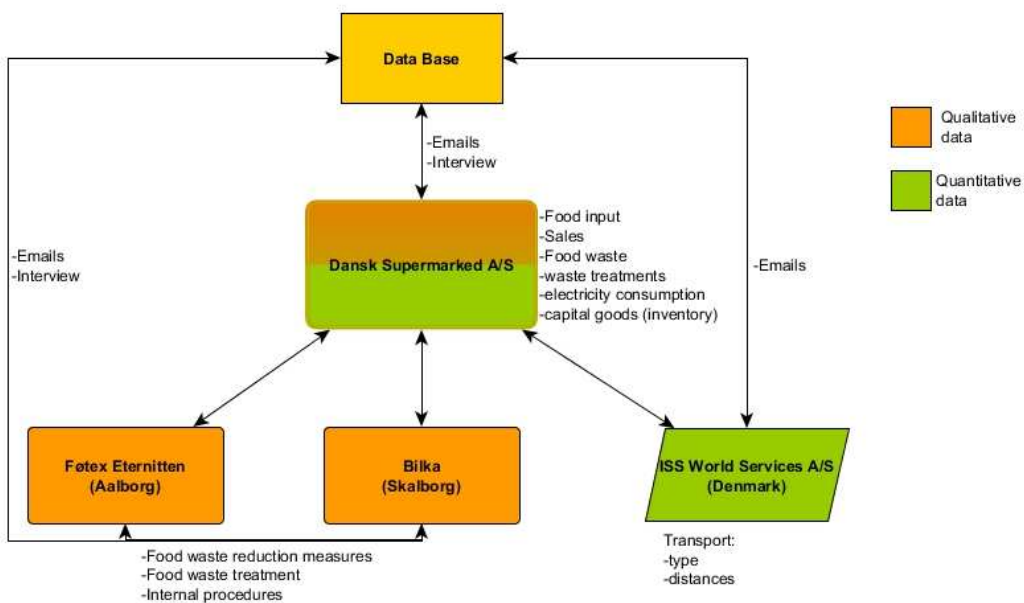 Data Base
-Emails
-Interview
Qualitative
data
Quantitative
data
-Emails
-Interview
Dansk Supermarked A/S
-Food input
-Sales
-Food waste
-waste treatments
-electricity consumption
-capital goods (inventory)
-Emails
Føtex Eternitten
(Aalborg)
Bilka
(Skalborg)
ISS World Services A/S
(Denmark)
-Food waste reduction measures
-Food waste treatment
-Internal procedures
Transport:
-type
-distances